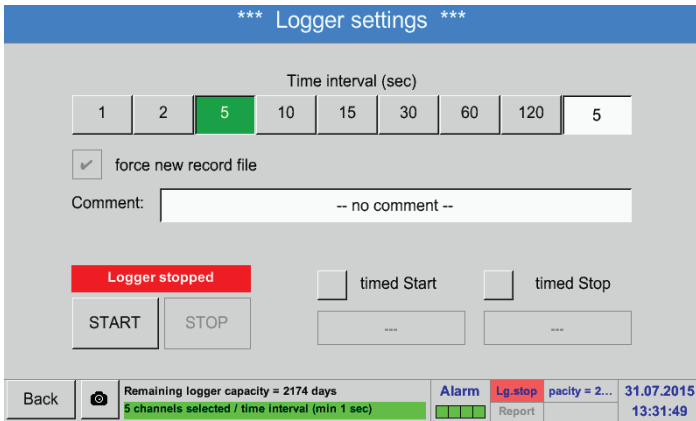 *** Logger settings ***
Time interval (sec)
1 2 5 10 15 30 60 120 5
✔ force new record file
Comment: -- no comment --
Logger stopped
timed Start timed Stop
START STOP --- ---
Back Remaining logger capacity = 2174 days Alarm Lg.stop pacity = 2... 31.07.2015
5 channels selected / time interval (min 1 sec) Report 13:31:49